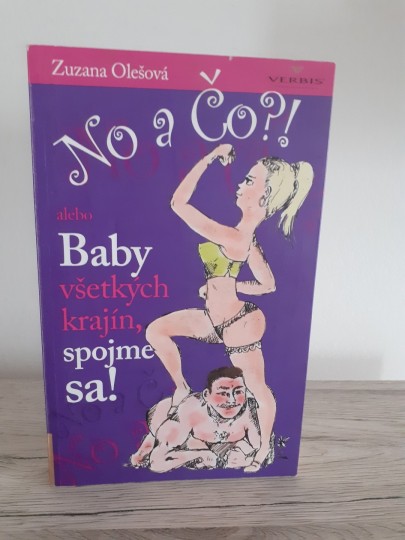 Zuzana Olešová
VERBIS
No a Čo?!
alebo
Baby
všetkých
krajín,
spojme
sa!